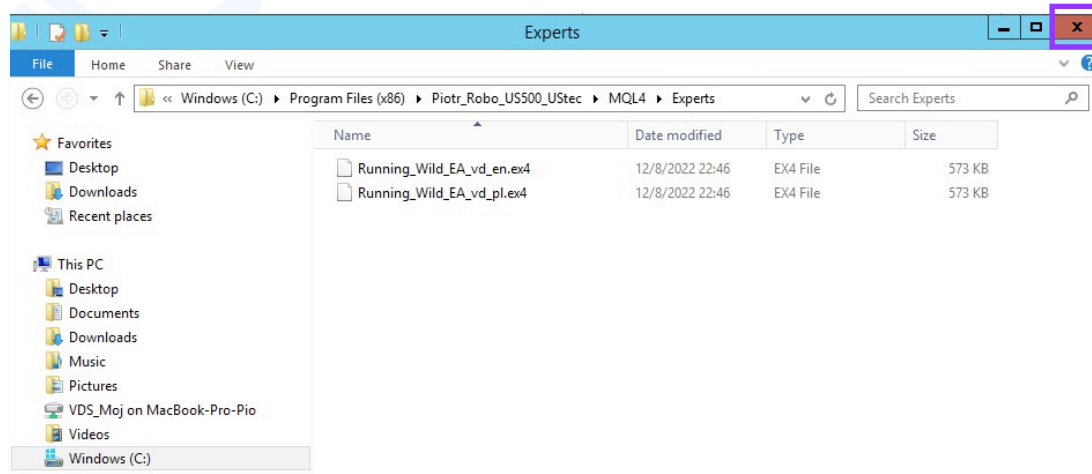 Experts
x
File Home Share View
?
« Windows (C:) Program Files (x86) Piotr_Robo_US500_UStec MQL4 Experts
Search Experts
Favorites
Desktop
Downloads
Recent places
This PC
Desktop
Documents
Downloads
Music
Pictures
VDS_Moj on MacBook-Pro-Pio
Videos
Windows (C:)
Name Date modified Type Size
Running_Wild_EA_vd_en.ex4 12/8/2022 22:46 EX4 File 573 KB
Running_Wild_EA_vd_pl.ex4 12/8/2022 22:46 EX4 File 573 KB